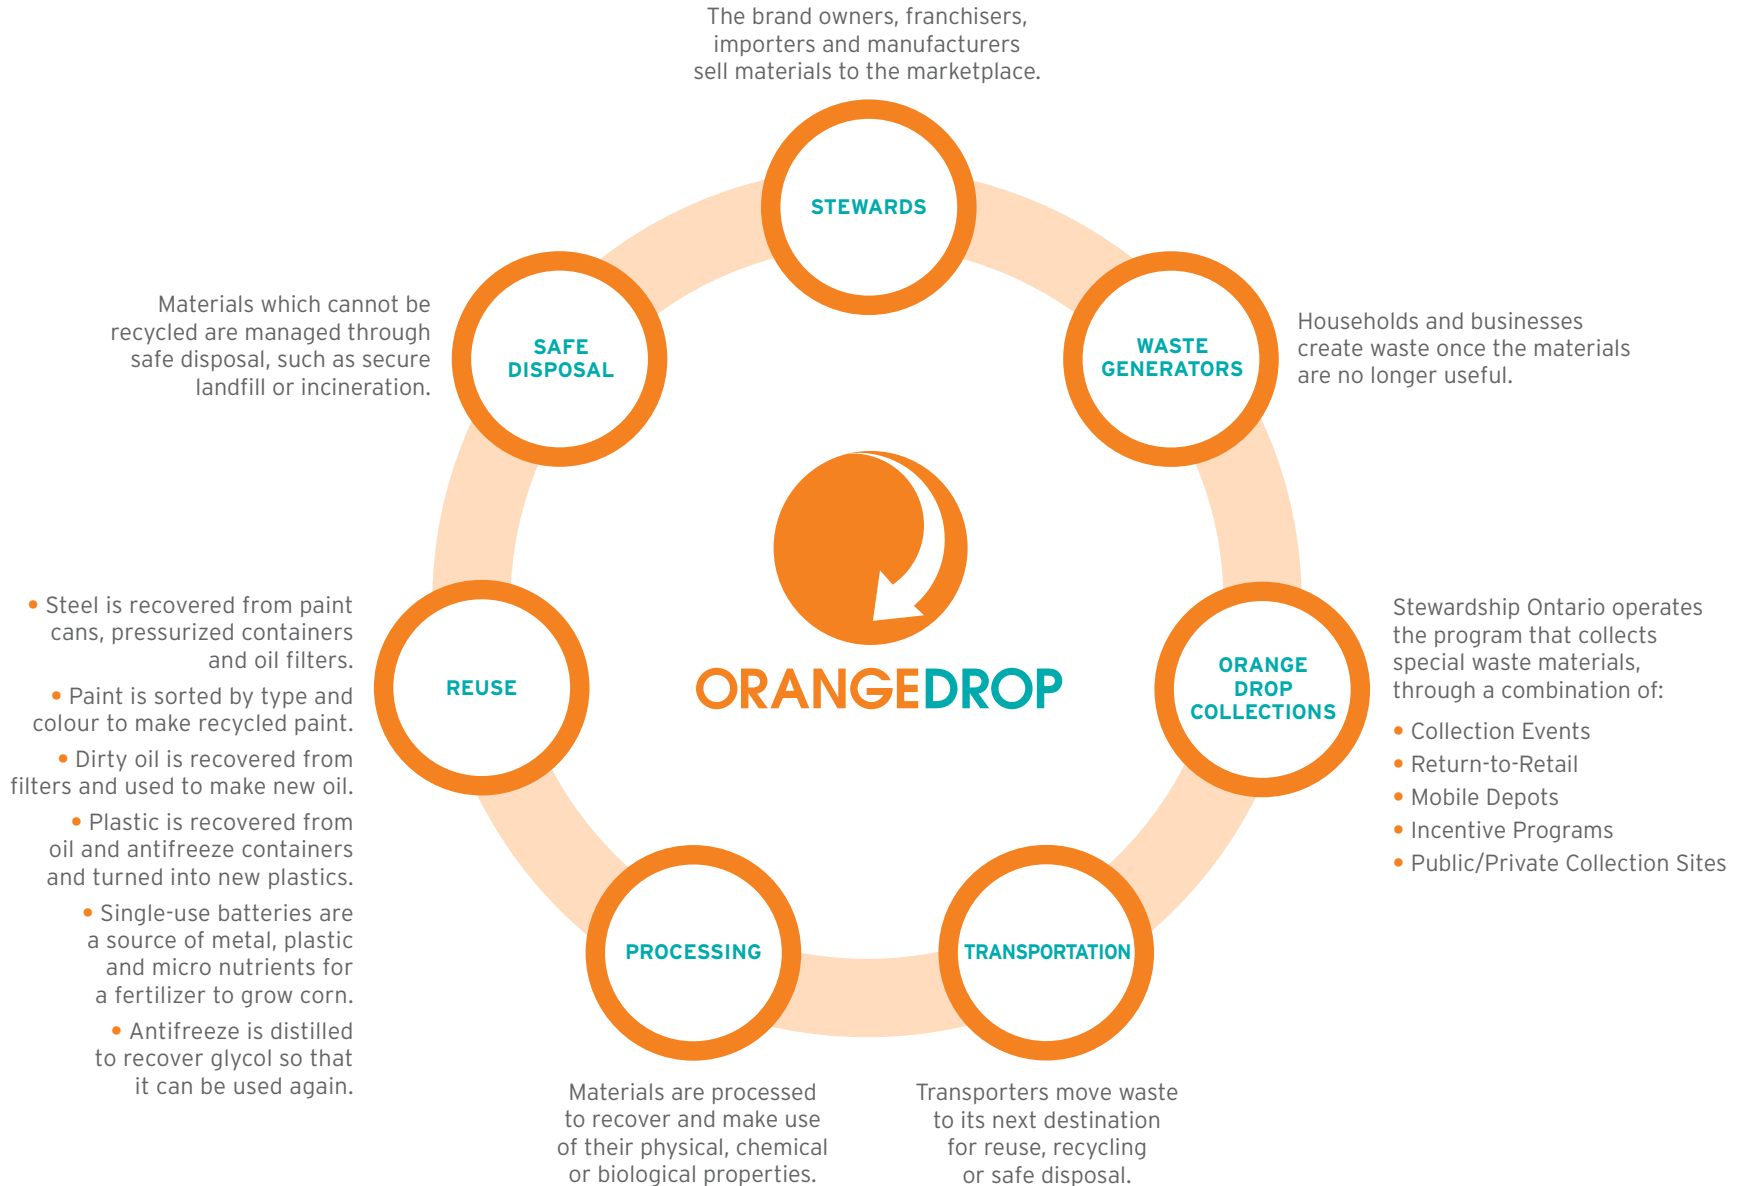 The brand owners, franchisers,
importers and manufacturers
sell materials to the marketplace.
STEWARDS
Households and businesses
create waste once the materials
are no longer useful.
WASTE
GENERATORS
Stewardship Ontario operates
the program that collects
special waste materials,
through a combination of:
• Collection Events
• Return-to-Retail
• Mobile Depots
• Incentive Programs
• Public/Private Collection Sites
ORANGE
DROP
COLLECTIONS
TRANSPORTATION
Transporters move waste
to its next destination
for reuse, recycling
or safe disposal.
PROCESSING
Materials are processed
to recover and make use
of their physical, chemical
or biological properties.
REUSE
• Steel is recovered from paint
cans, pressurized containers
and oil filters.
• Paint is sorted by type and
colour to make recycled paint.
• Dirty oil is recovered from
filters and used to make new oil.
• Plastic is recovered from
oil and antifreeze containers
and turned into new plastics.
• Single-use batteries are
a source of metal, plastic
and micro nutrients for
a fertilizer to grow corn.
• Antifreeze is distilled
to recover glycol so that
it can be used again.
SAFE
DISPOSAL
Materials which cannot be
recycled are managed through
safe disposal, such as secure
landfill or incineration.
ORANGEDROP